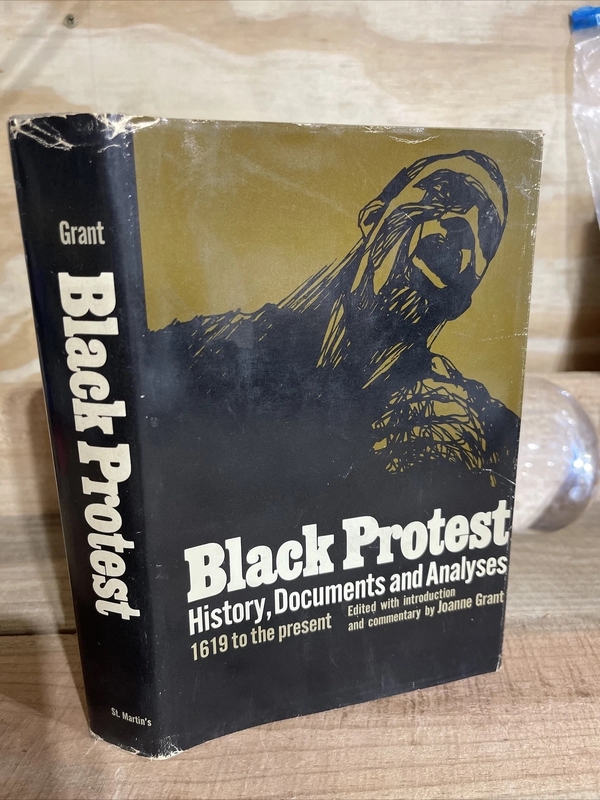 Grant
Black Protest
St. Martin's
Black Protest
History, Documents and Analyses
1619 to the present
Edited with introduction
and commentary by Joanne Grant